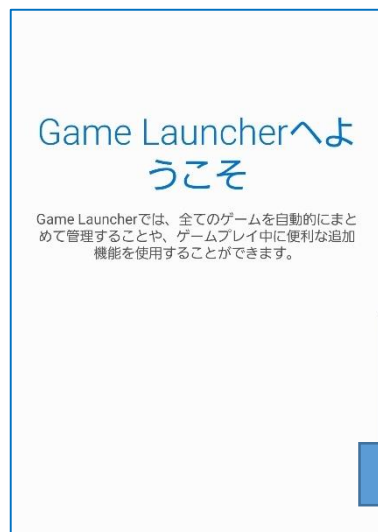 Game Launcherへよ
うこそ
Game Launcherでは、全てのゲームを自動的にまと
めて管理することや、ゲームプレイ中に便利な追加
機能を使用することができます。